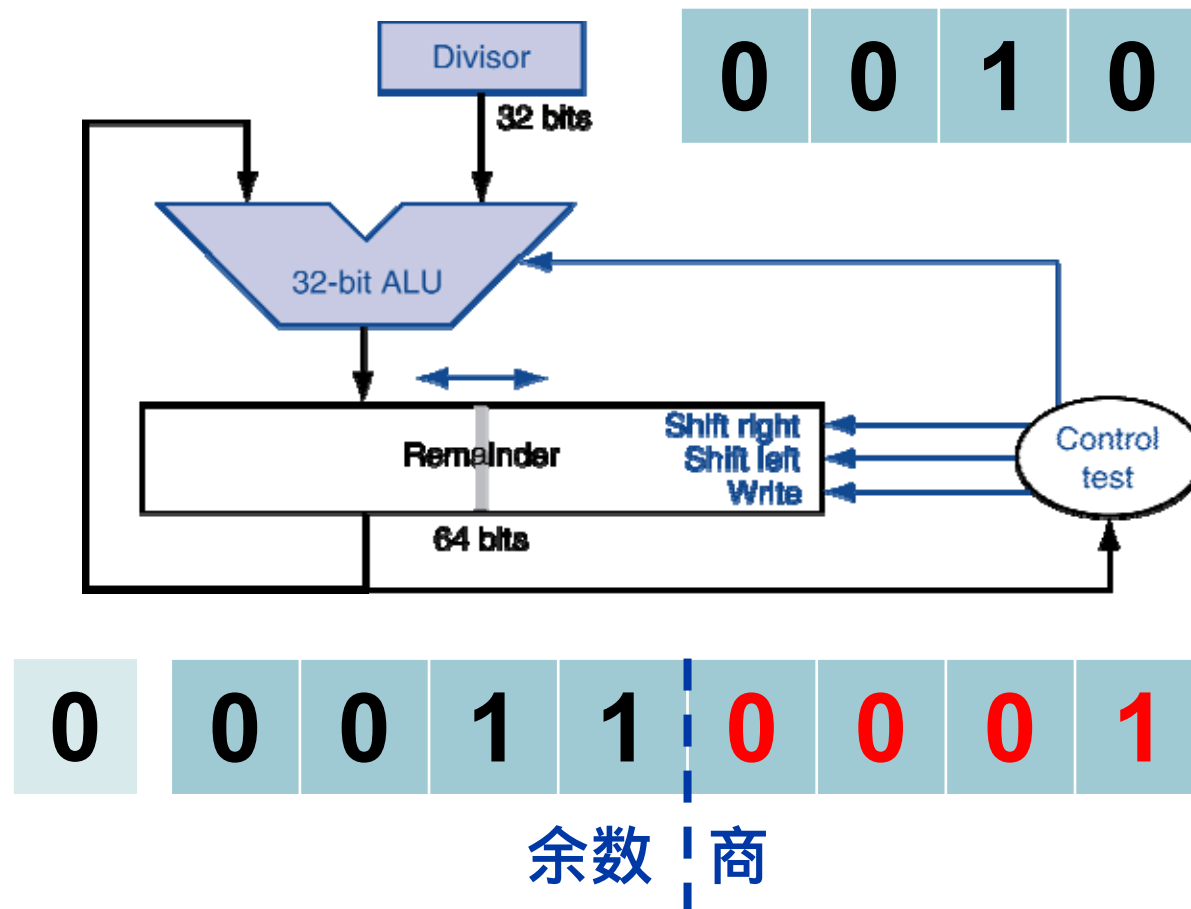 Divisor
0 0 1 0
32 bits
32-bit ALU
Remainder
Shift right
Shift left
Write
Control
test
64 bits
0 0 0 1 1 0 0 0 1
余数 商